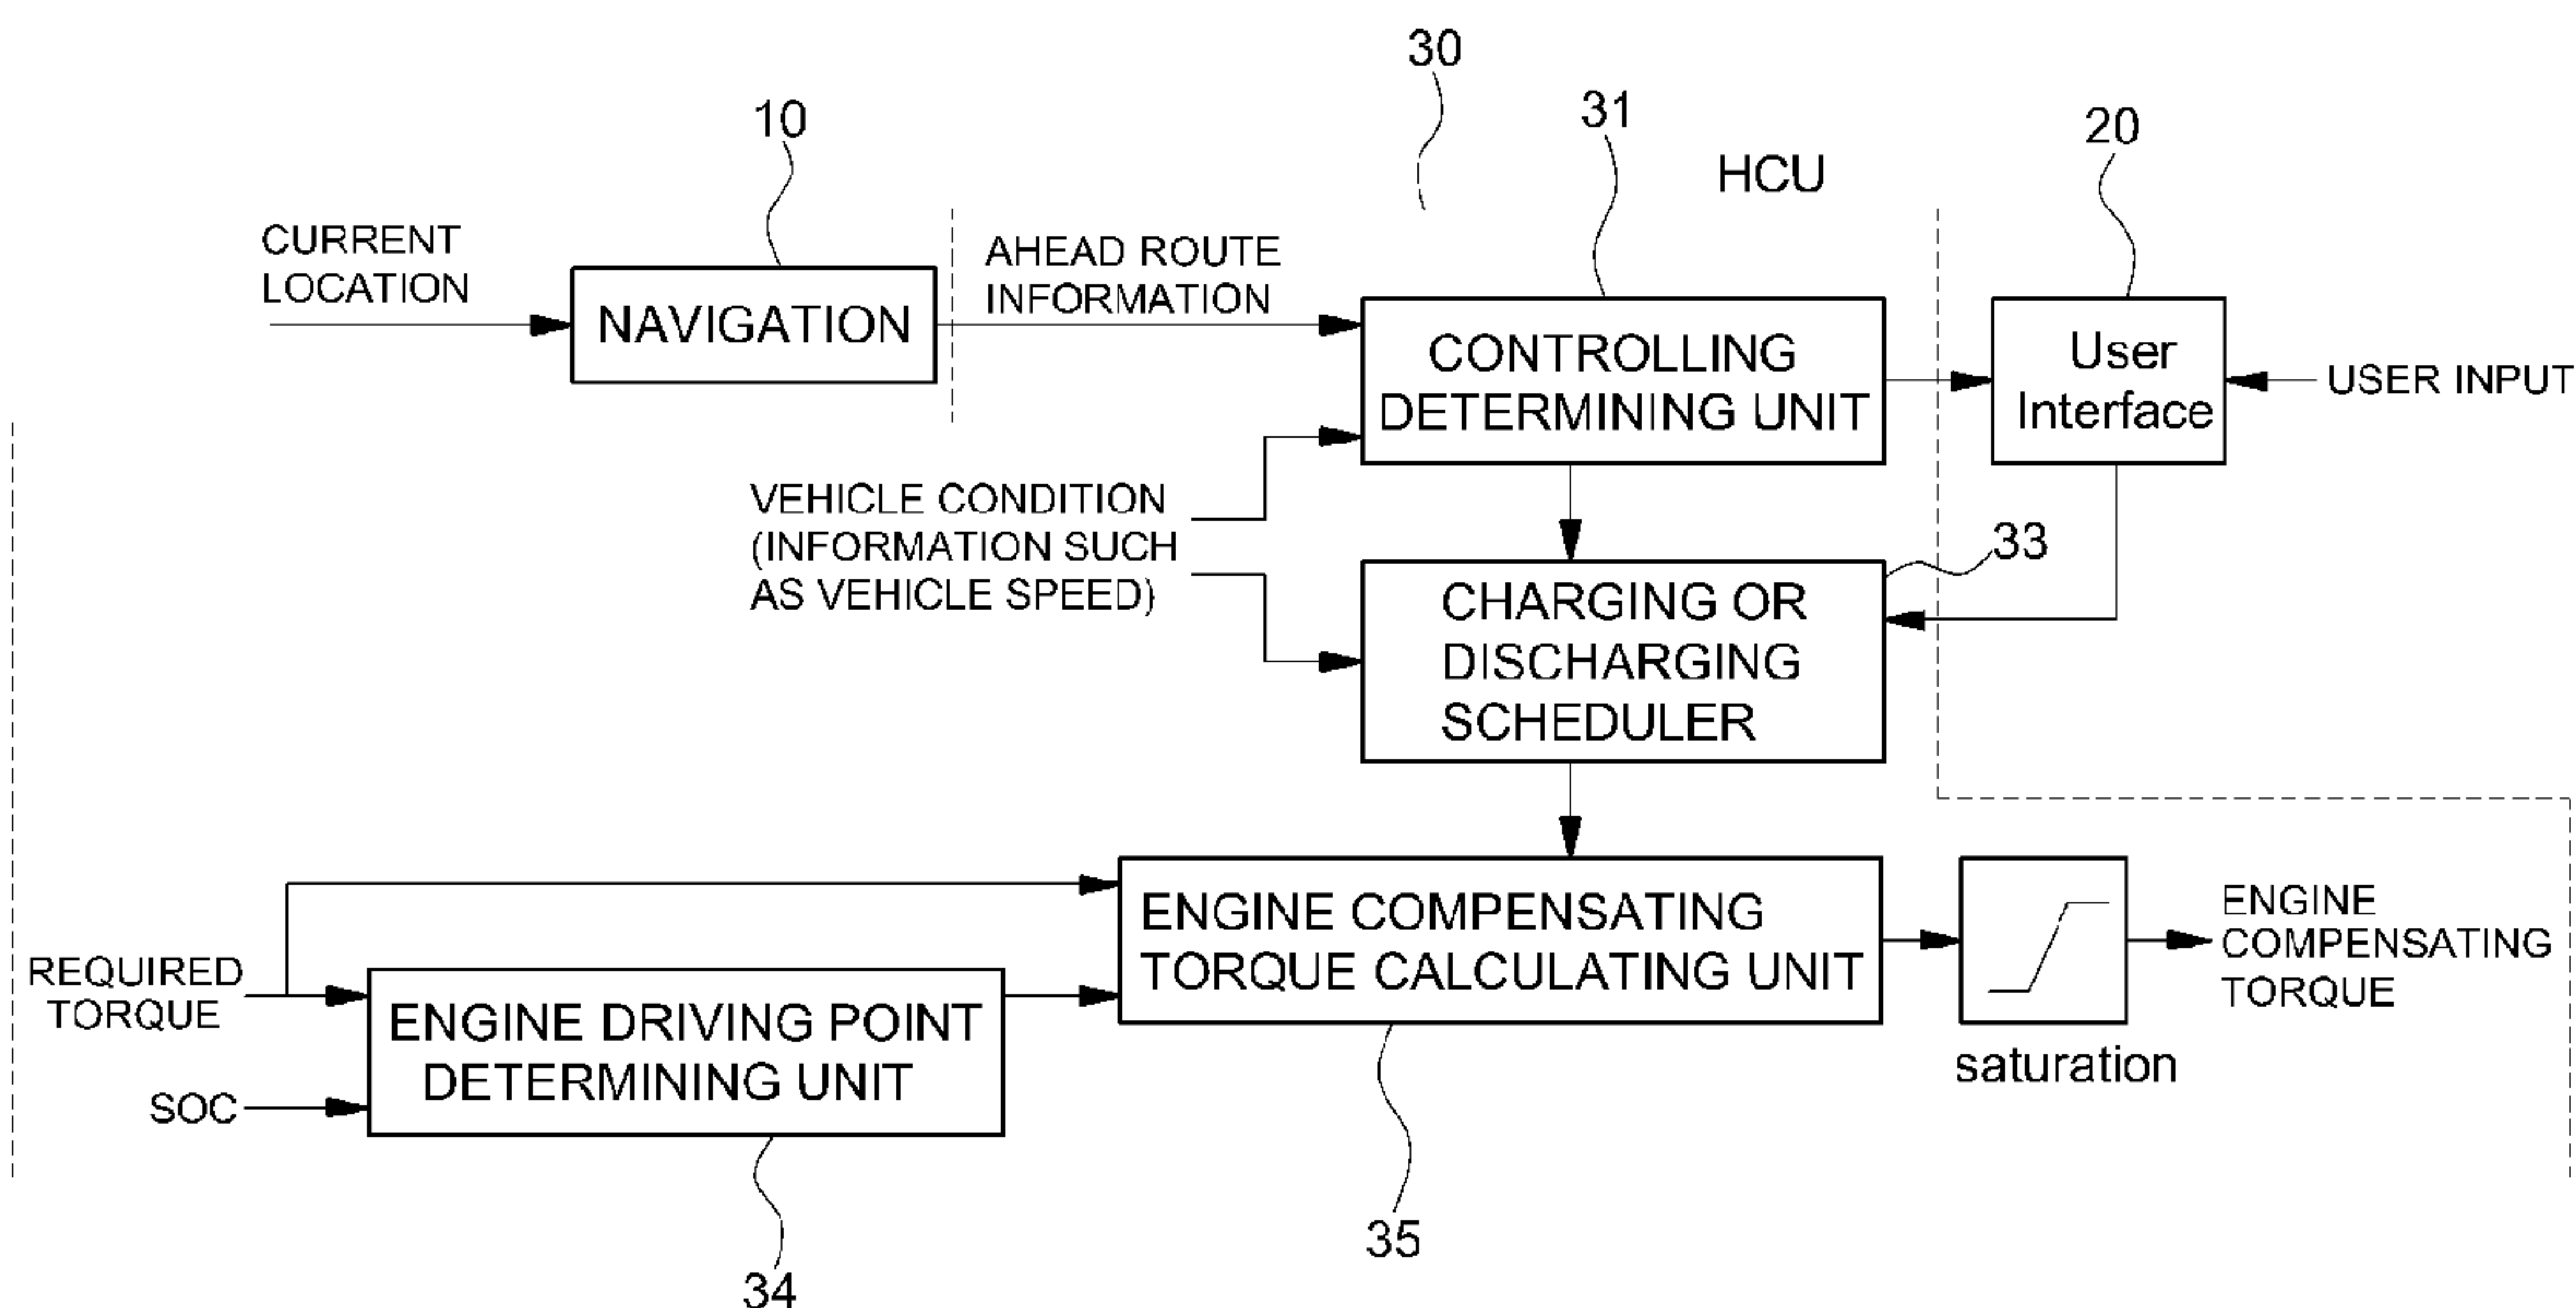 30
31
10
20
HCU
CURRENT
LOCATION
NAVIGATION
AHEAD ROUTE
INFORMATION
CONTROLLING
DETERMINING UNIT
User
Interface
USER INPUT
VEHICLE CONDITION
(INFORMATION SUCH
AS VEHICLE SPEED)
33
CHARGING OR
DISCHARGING
SCHEDULER
REQUIRED
TORQUE
SOC
ENGINE DRIVING POINT
DETERMINING UNIT
ENGINE COMPENSATING
TORQUE CALCULATING UNIT
saturation
ENGINE
COMPENSATING
TORQUE
34
35